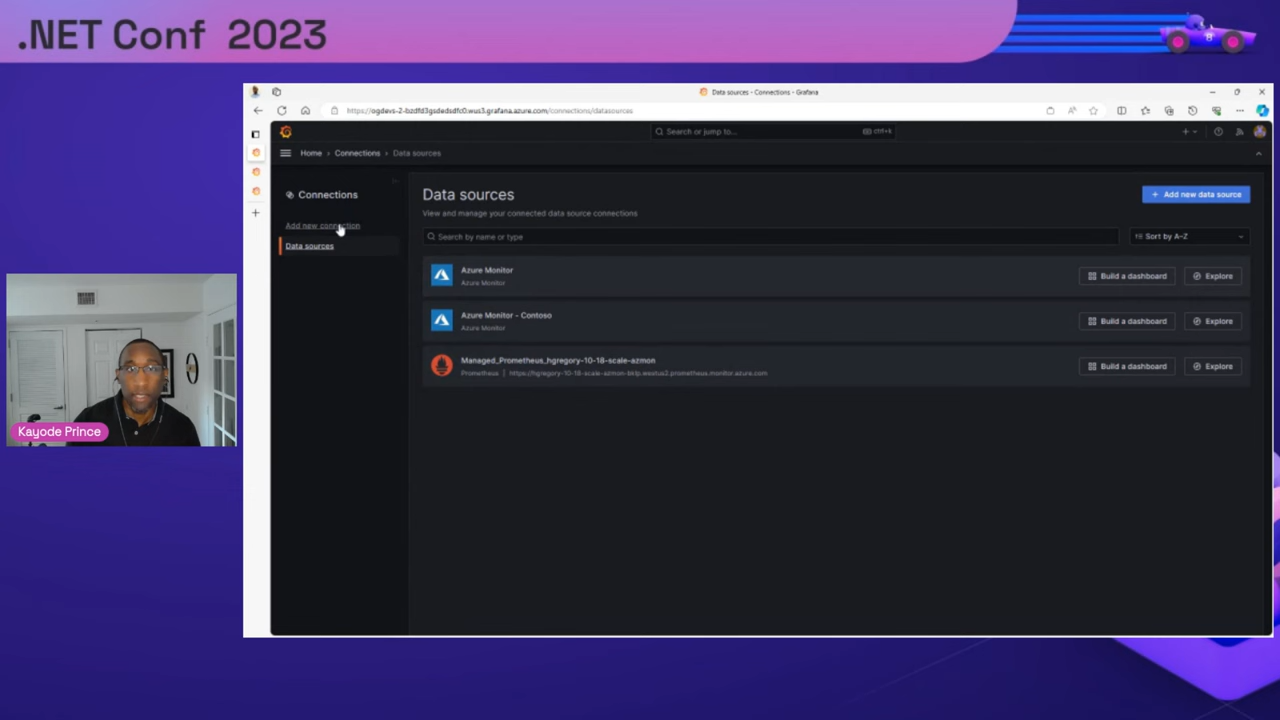 .NET Conf 2023
Data sources - Connections - Grafana
Search or jump to...
ctrl+k
Home › Connections › Data sources
Connections
Add new connection
Data sources
Data sources
View and manage your connected data source connections
+ Add new data source
Search by name or type
Sort by A-Z
Azure Monitor
Azure Monitor
Build a dashboard
Explore
Azure Monitor - Contoso
Azure Monitor
Build a dashboard
Explore
Managed_Prometheus_hgregory-10-18-scale-azmon
Prometheus
Build a dashboard
Explore
Kayode Prince
8